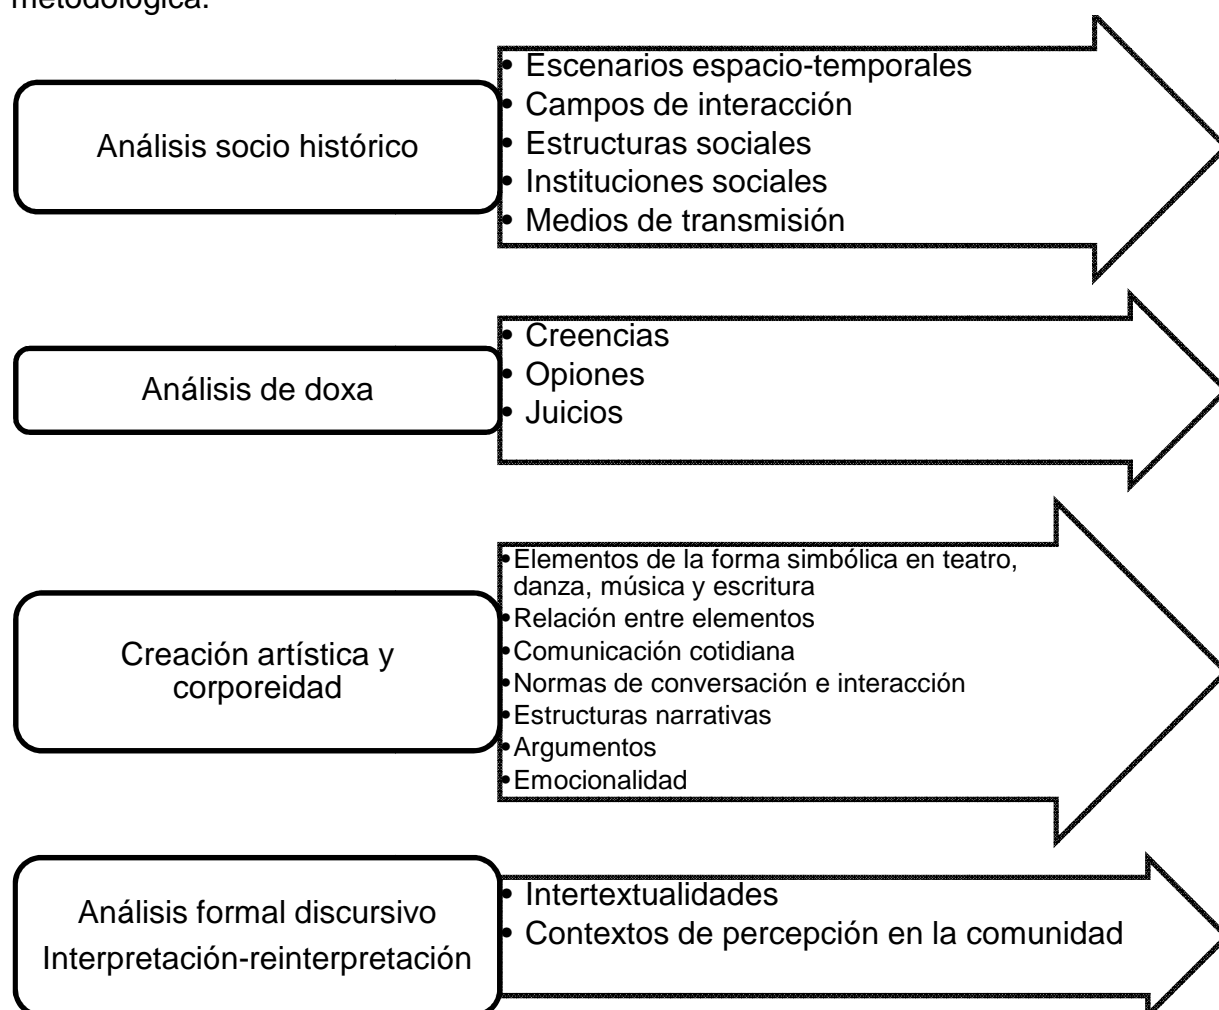 metodológica.
Análisis socio histórico
• Escenarios espacio-temporales
• Campos de interacción
• Estructuras sociales
• Instituciones sociales
• Medios de transmisión
Análisis de doxa
• Creencias
• Opiones
• Juicios
Creación artística y
corporeidad
• Elementos de la forma simbólica en teatro,
danza, música y escritura
• Relación entre elementos
• Comunicación cotidiana
• Normas de conversación e interacción
• Estructuras narrativas
• Argumentos
• Emocionalidad
Análisis formal discursivo
Interpretación-reinterpretación
• Intertextualidades
• Contextos de percepción en la comunidad